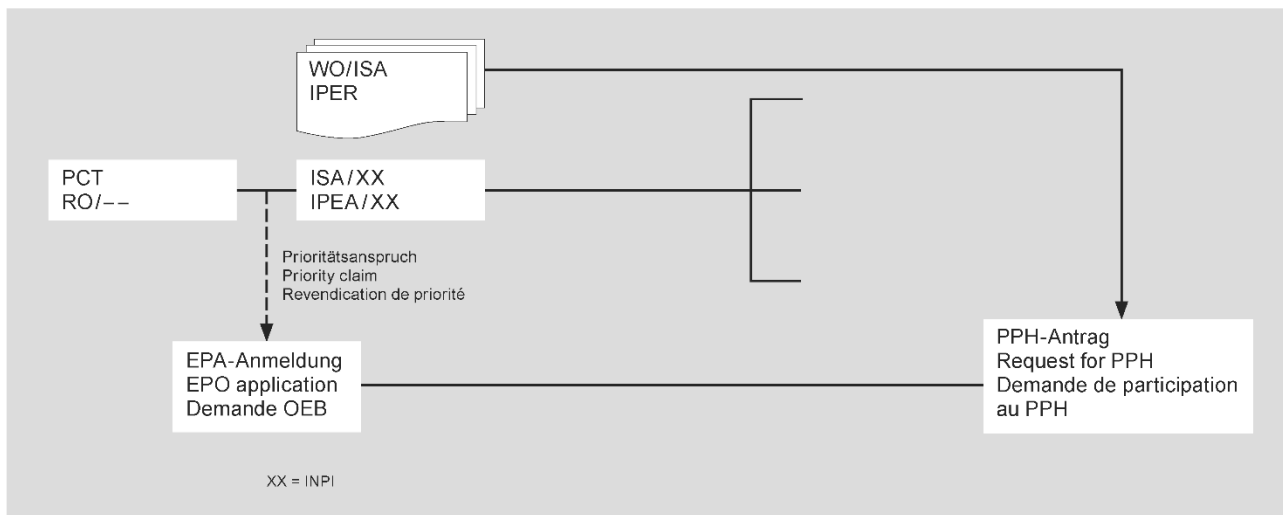 WO/ISA
IPER
PCT
RO/––
ISA/XX
IPEA/XX
Prioritätsanspruch
Priority claim
Revendication de priorité
EPA-Anmeldung
EPO application
Demande OEB
PPH-Antrag
Request for PPH
Demande de participation
au PPH
XX = INPI